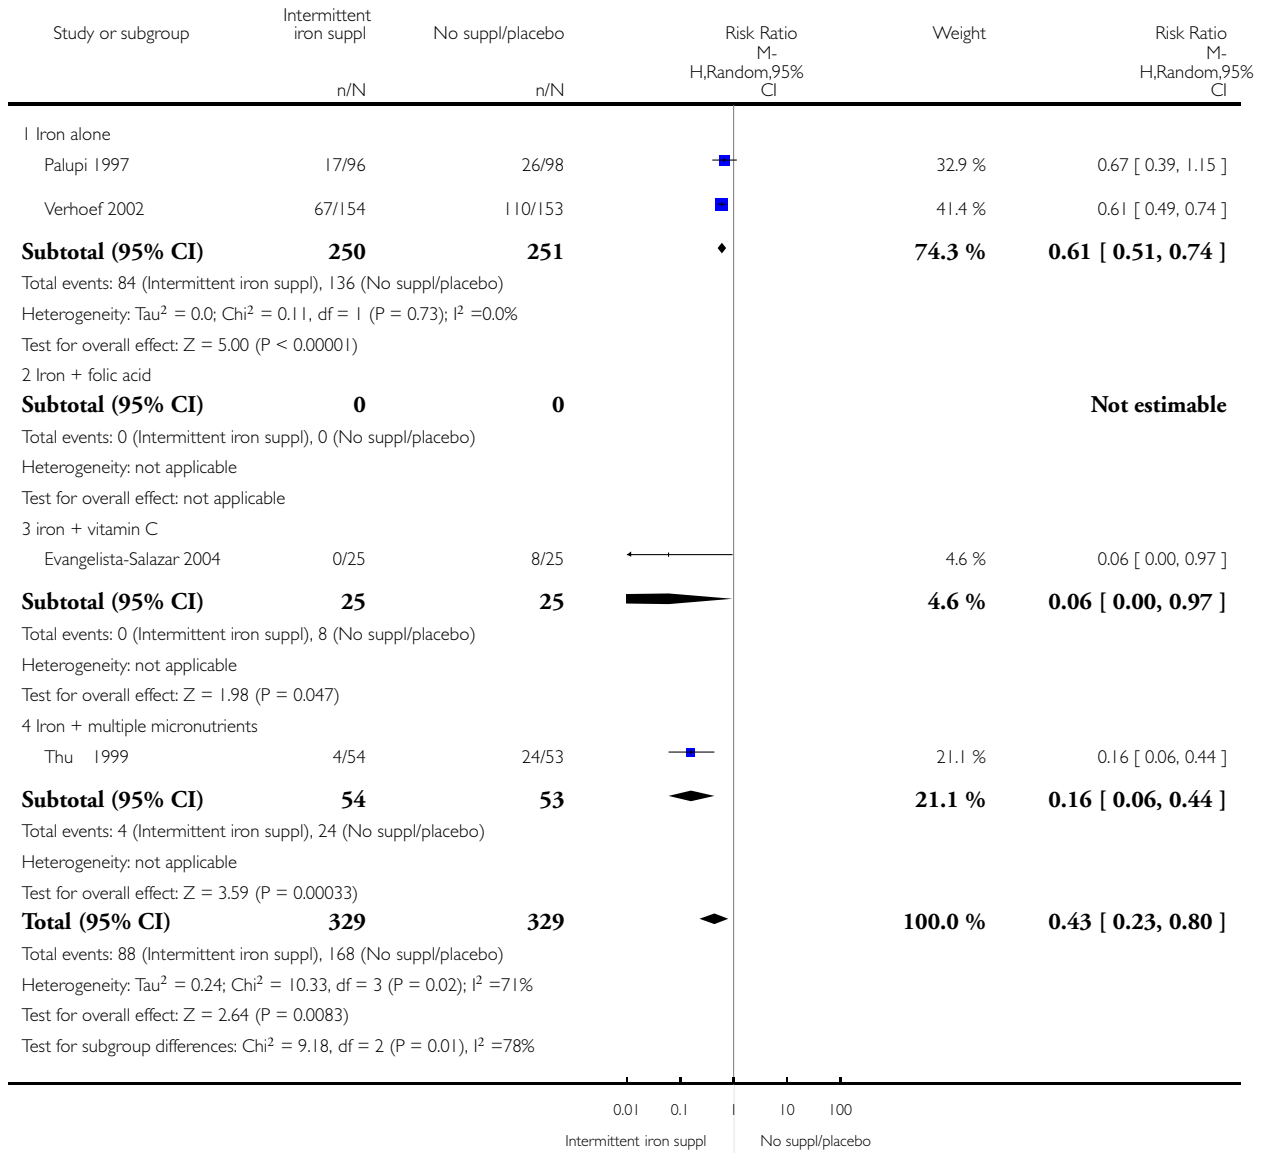 Study or subgroup Intermittent iron suppl No suppl/placebo Risk Ratio Weight Risk Ratio
M-H,Random,95% CI M-H,Random,95% CI
n/N n/N
1 Iron alone
Palupi 1997 17/96 26/98 32.9 % 0.67 [ 0.39, 1.15 ]
Verhoef 2002 67/154 110/153 41.4 % 0.61 [ 0.49, 0.74 ]
Subtotal (95% CI) 250 251 74.3 % 0.61 [ 0.51, 0.74 ]
Total events: 84 (Intermittent iron suppl), 136 (No suppl/placebo)
Heterogeneity: Tau² = 0.0; Chi² = 0.11, df = 1 (P = 0.73); I² =0.0%
Test for overall effect: Z = 5.00 (P < 0.00001)
2 Iron + folic acid
Subtotal (95% CI) 0 0 Not estimable
Total events: 0 (Intermittent iron suppl), 0 (No suppl/placebo)
Heterogeneity: not applicable
Test for overall effect: not applicable
3 iron + vitamin C
Evangelista-Salazar 2004 0/25 8/25 4.6 % 0.06 [ 0.00, 0.97 ]
Subtotal (95% CI) 25 25 4.6 % 0.06 [ 0.00, 0.97 ]
Total events: 0 (Intermittent iron suppl), 8 (No suppl/placebo)
Heterogeneity: not applicable
Test for overall effect: Z = 1.98 (P = 0.047)
4 Iron + multiple micronutrients
Thu 1999 4/54 24/53 21.1 % 0.16 [ 0.06, 0.44 ]
Subtotal (95% CI) 54 53 21.1 % 0.16 [ 0.06, 0.44 ]
Total events: 4 (Intermittent iron suppl), 24 (No suppl/placebo)
Heterogeneity: not applicable
Test for overall effect: Z = 3.59 (P = 0.00033)
Total (95% CI) 329 329 100.0 % 0.43 [ 0.23, 0.80 ]
Total events: 88 (Intermittent iron suppl), 168 (No suppl/placebo)
Heterogeneity: Tau² = 0.24; Chi² = 10.33, df = 3 (P = 0.02); I² =71%
Test for overall effect: Z = 2.64 (P = 0.0083)
Test for subgroup differences: Chi² = 9.18, df = 2 (P = 0.01), I² =78%
0.01 0.1 1 10 100
Intermittent iron suppl No suppl/placebo